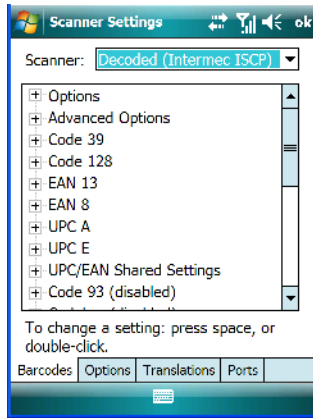 Scanner Settings ok
Scanner: Decoded (Intermec ISCP)
Options
Advanced Options
Code 39
Code 128
EAN 13
EAN 8
UPC A
UPC E
UPC/EAN Shared Settings
Code 93 (disabled)
To change a setting: press space, or
double-click.
Barcodes Options Translations Ports